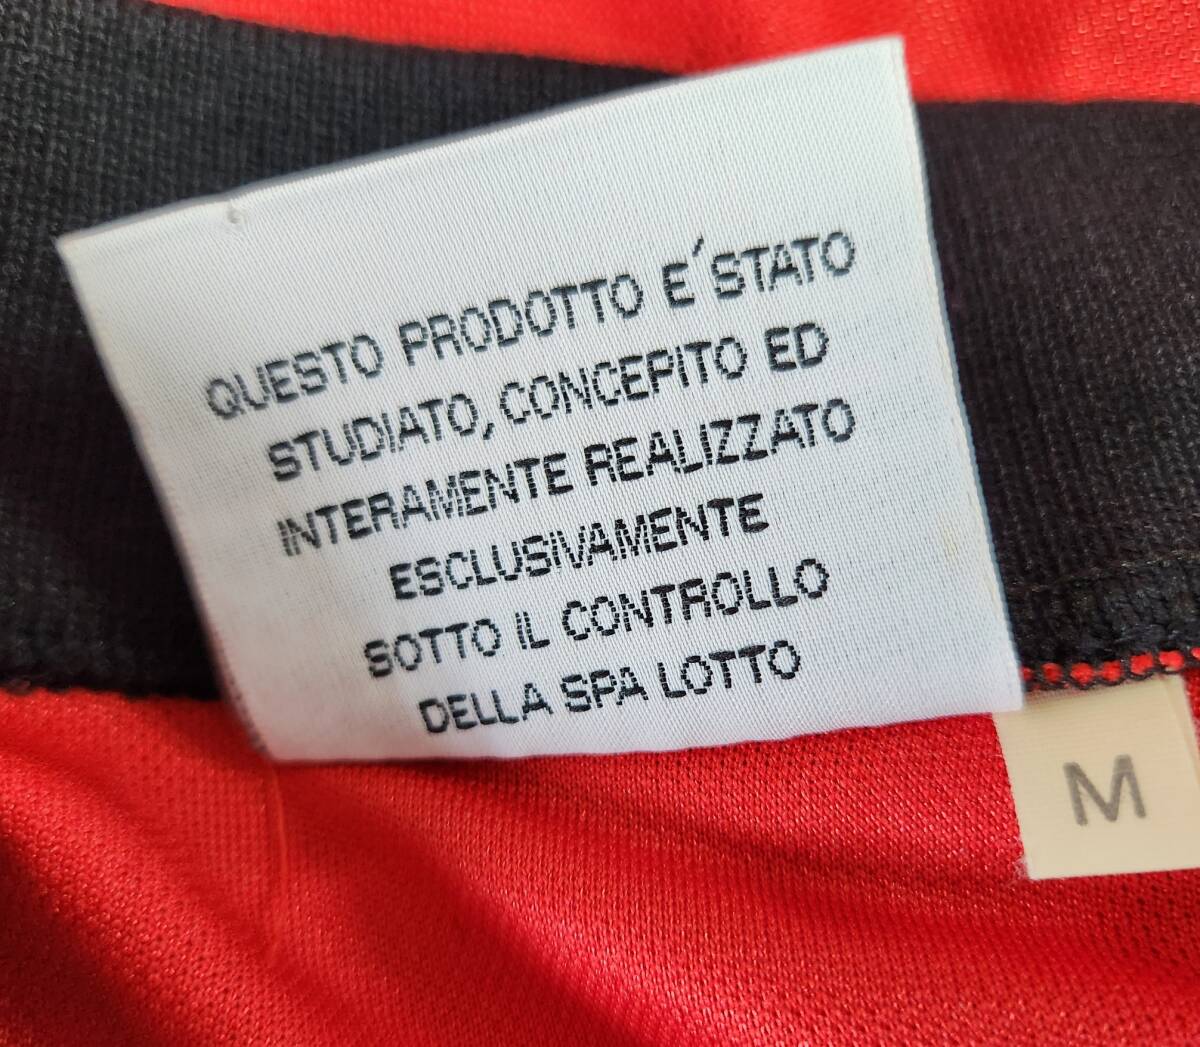 QUESTO PRODOTTO E´ STATO
STUDIATO, CONCEPITO ED
INTERAMENTE REALIZZATO
ESCLUSIVAMENTE
SOTTO IL CONTROLLO
DELLA SPA LOTTO
M